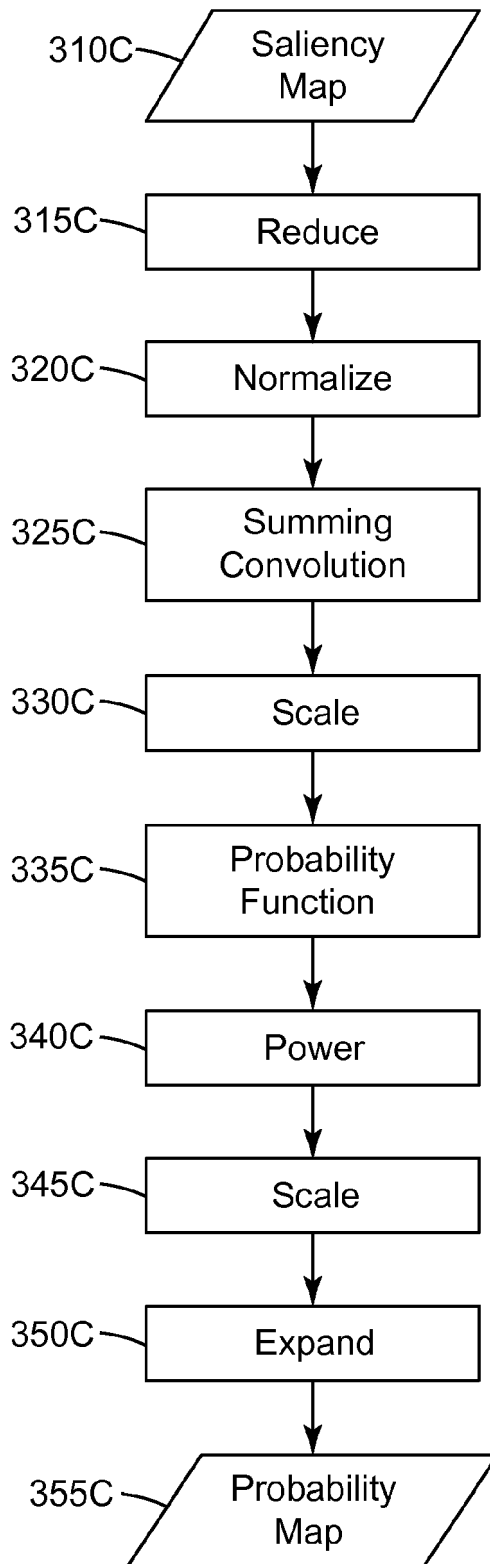 310C
Saliency
Map
315C
Reduce
320C
Normalize
325C
Summing
Convolution
330C
Scale
335C
Probability
Function
340C
Power
345C
Scale
350C
Expand
355C
Probability
Map